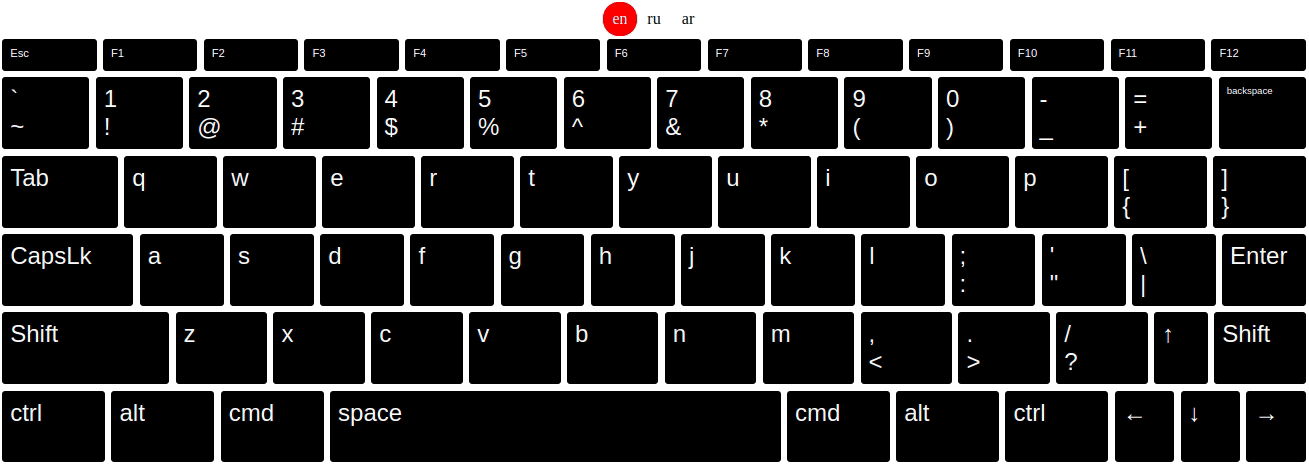 en ru ar
Esc F1 F2 F3 F4 F5 F6 F7 F8 F9 F10 F11 F12
` 1 2 3 4 5 6 7 8 9 0 - = backspace
~ ! @ # $ % ^ & * ( ) _ +
Tab q w e r t y u i o p [ ]
{ }
CapsLk a s d f g h j k l ; ' \ Enter
: " |
Shift z x c v b n m , . / ↑ Shift
< > ?
ctrl alt cmd space cmd alt ctrl ← ↓ →